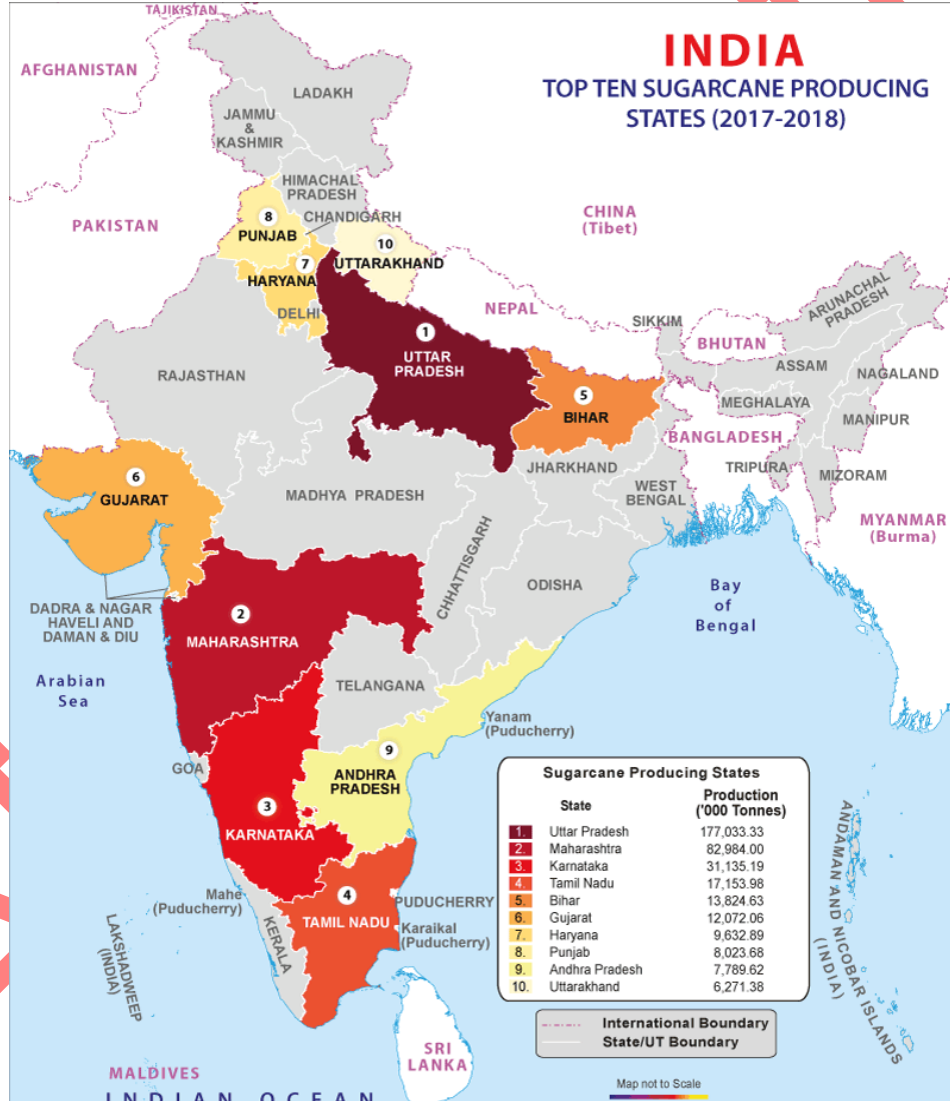 INDIA
TOP TEN SUGARCANE PRODUCING
STATES (2017-2018)
TAJIKISTAN
AFGHANISTAN
LADAKH
JAMMU
&
KASHMIR
HIMACHAL
PRADESH
PAKISTAN
CHANDIGARH
8
PUNJAB
CHINA
(Tibet)
10
UTTARAKHAND
7
HARYANA
DELHI
NEPAL
SIKKIM
BHUTAN
ARUNACHAL
PRADESH
1
UTTAR
PRADESH
RAJASTHAN
ASSAM
NAGALAND
MEGHALAYA
MANIPUR
5
BIHAR
BANGLADESH
TRIPURA
MIZORAM
JHARKHAND
WEST
BENGAL
6
GUJARAT
MADHYA PRADESH
MYANMAR
(Burma)
CHHATTISGARH
ODISHA
Bay
of
Bengal
DADRA & NAGAR
HAVELI AND
DAMAN & DIU
2
MAHARASHTRA
Arabian
Sea
TELANGANA
Yanam
(Puducherry)
9
ANDHRA
PRADESH
GOA
3
KARNATAKA
Mahe
(Puducherry)
4
TAMIL NADU
PUDUCHERRY
Karaikal
(Puducherry)
KERALA
LAKSHADWEEP
(INDIA)
ANDAMAN AND NICOBAR ISLANDS
(INDIA)
Sugarcane Producing States
State Production
('000 Tonnes)
1. Uttar Pradesh 177,033.33
2. Maharashtra 82,984.00
3. Karnataka 31,135.19
4. Tamil Nadu 17,153.98
5. Bihar 13,824.63
6. Gujarat 12,072.06
7. Haryana 9,632.89
8. Punjab 8,023.68
9. Andhra Pradesh 7,789.62
10. Uttarakhand 6,271.38
International Boundary
State/UT Boundary
SRI
LANKA
MALDIVES
INDIAN OCEAN
Map not to Scale